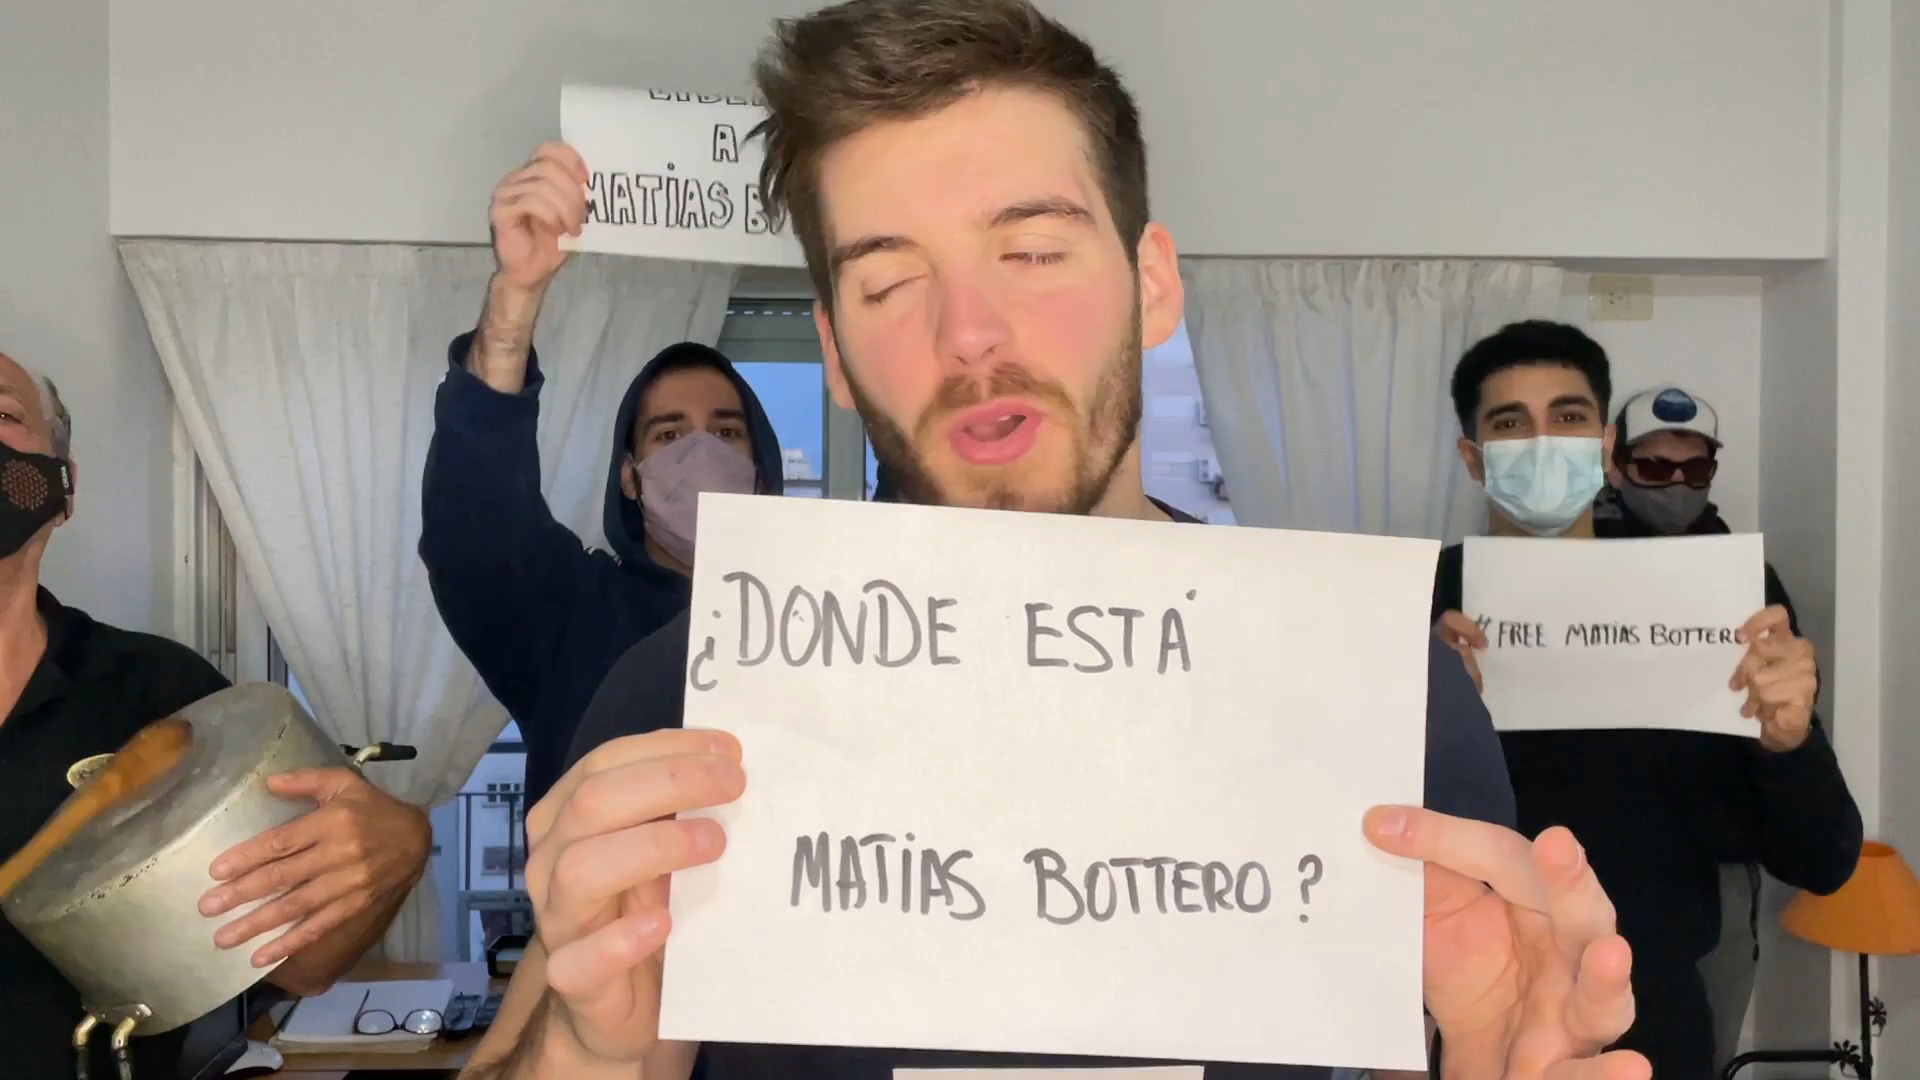 A
MATIAS
¿DONDE ESTÁ
MATIAS BOTTERO?
# FREE MATIAS BOTTERO